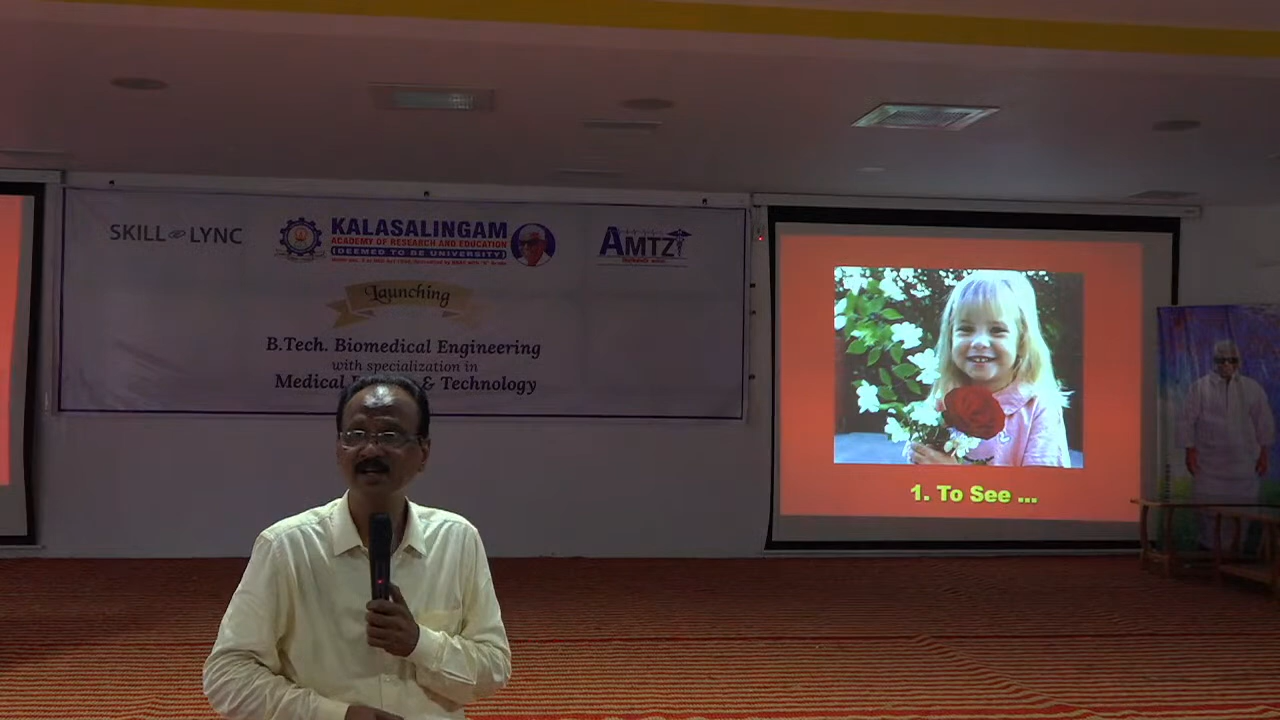 SKILL LYNC
KALASALINGAM
ACADEMY OF RESEARCH AND EDUCATION
(DEEMED TO BE UNIVERSITY)
AMTZ
Launching
B.Tech. Biomedical Engineering
with specialization in
Medical & Technology
1. To See ...